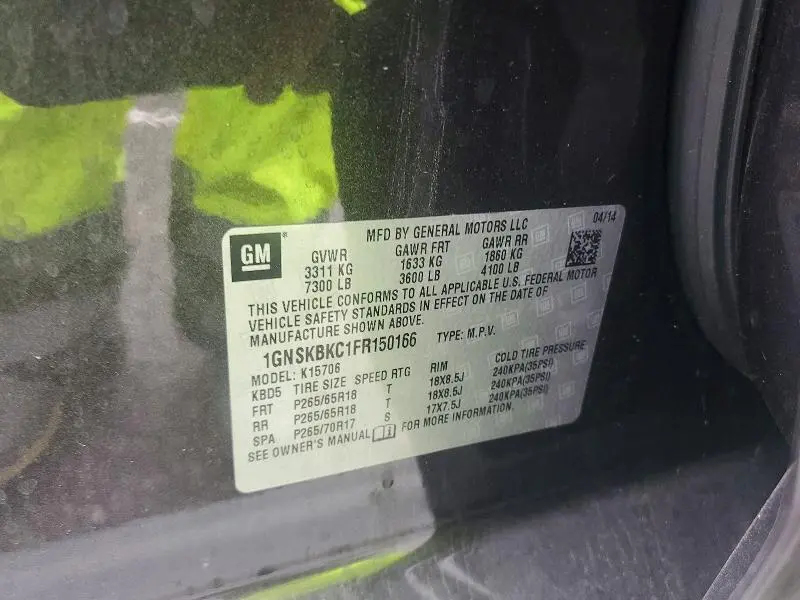 MFD BY GENERAL MOTORS LLC 04/14
GM GVWR GAWR FRT GAWR RR
3311 KG 1633 KG 1860 KG
7300 LB 3600 LB 4100 LB
THIS VEHICLE CONFORMS TO ALL APPLICABLE U.S. FEDERAL MOTOR
VEHICLE SAFETY STANDARDS IN EFFECT ON THE DATE OF
MANUFACTURE SHOWN ABOVE.
1GNSKBKC1FR150166 TYPE: M.P.V.
MODEL: K15706
KBD5 TIRE SIZE SPEED RTG RIM COLD TIRE PRESSURE
FRT P265/65R18 T 18X8.5J 240KPA(35PSI)
RR P265/65R18 T 18X8.5J 240KPA(35PSI)
SPA P265/70R17 S 17X7.5J 240KPA(35PSI)
SEE OWNER'S MANUAL FOR MORE INFORMATION.